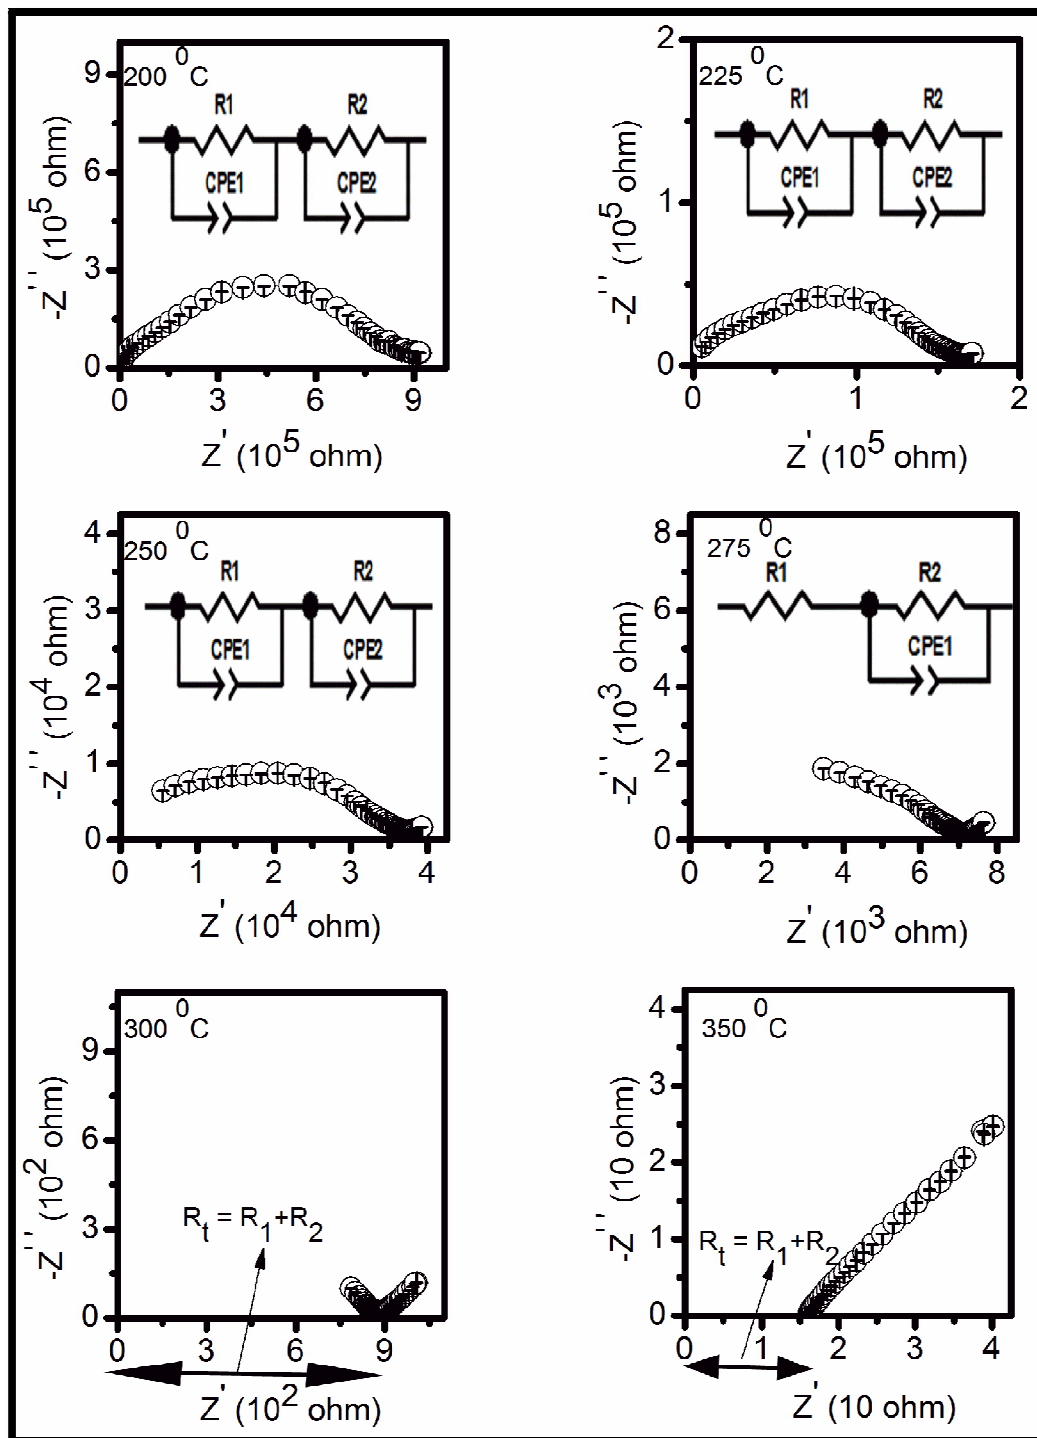 200 0C
R1 R2
CPE1 CPE2
-Z'' (10^5 ohm)
9
6
3
0
0 3 6 9
Z' (10^5 ohm)
225 0C
R1 R2
CPE1 CPE2
-Z'' (10^5 ohm)
2
1
0
0 1 2
Z' (10^5 ohm)
250 0C
R1 R2
CPE1 CPE2
-Z'' (10^4 ohm)
4
3
2
1
0
0 1 2 3 4
Z' (10^4 ohm)
275 0C
R1 R2
CPE1
-Z'' (10^3 ohm)
8
6
4
2
0
0 2 4 6 8
Z' (10^3 ohm)
300 0C
-Z'' (10^2 ohm)
9
6
3
0
Rt = R1+R2
0 3 6 9
Z' (10^2 ohm)
350 0C
-Z'' (10 ohm)
4
3
2
1
0
Rt = R1+R2
0 1 2 3 4
Z' (10 ohm)